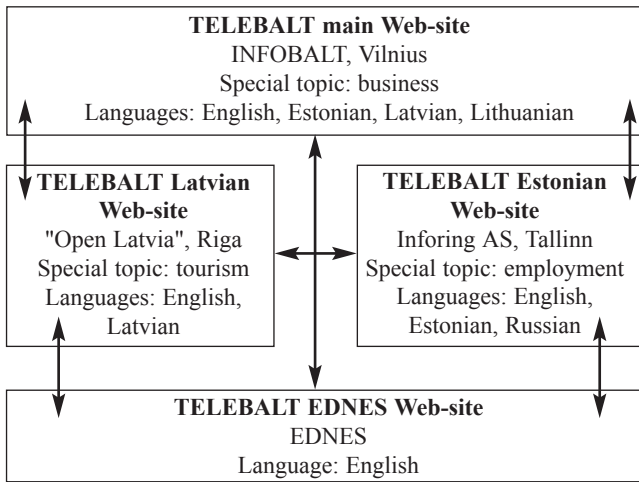 TELEBALT main Web-site
INFOBALT, Vilnius
Special topic: business
Languages: English, Estonian, Latvian, Lithuanian
TELEBALT Latvian
Web-site
"Open Latvia", Riga
Special topic: tourism
Languages: English,
Latvian
TELEBALT Estonian
Web-site
Inforing AS, Tallinn
Special topic: employment
Languages: English,
Estonian, Russian
TELEBALT EDNES Web-site
EDNES
Language: English